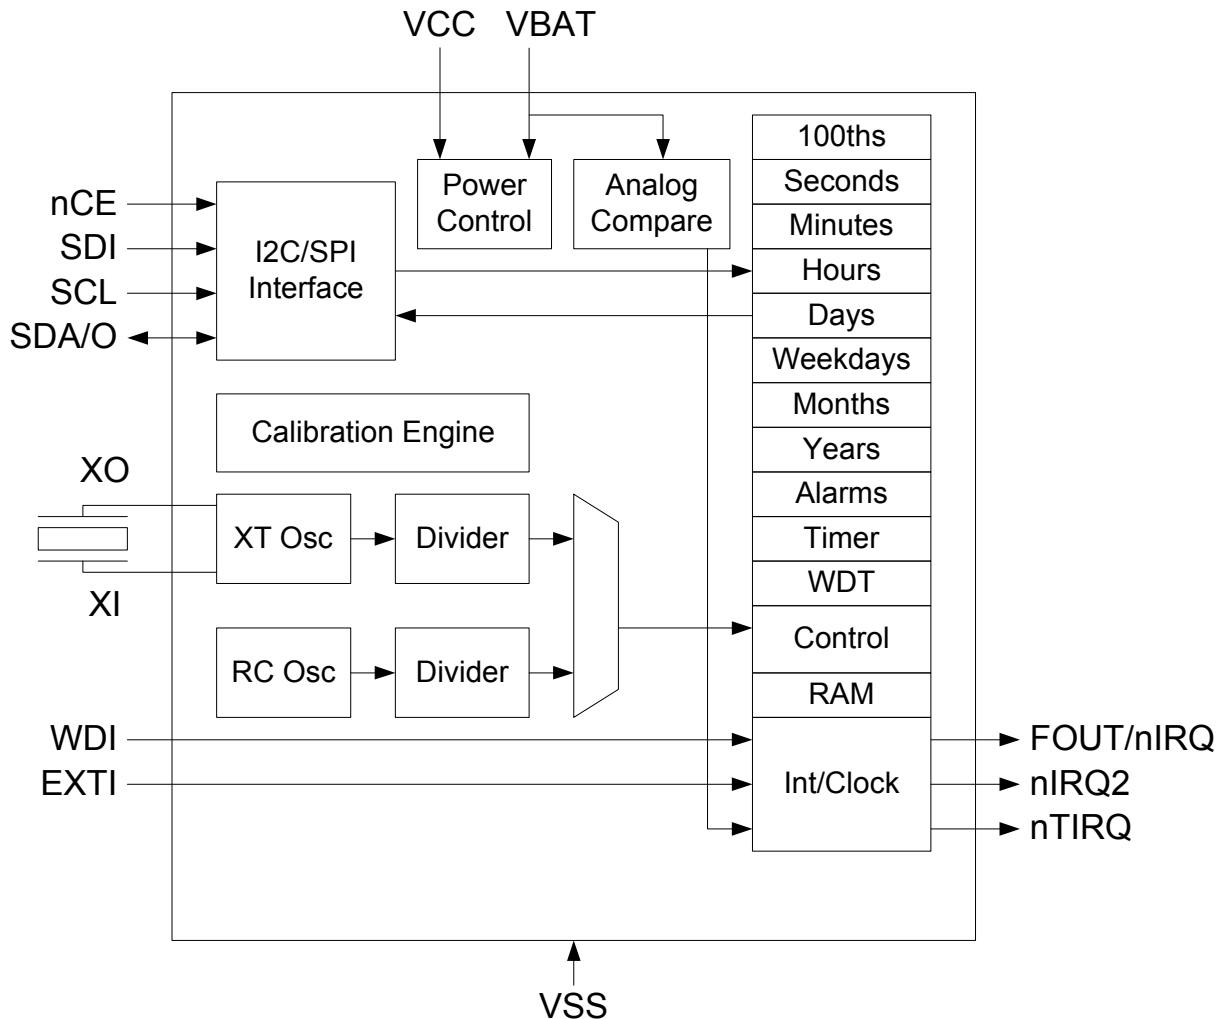 VCC VBAT
100ths
Seconds
Minutes
Hours
Days
Weekdays
Months
Years
Alarms
Timer
WDT
Control
RAM
Int/Clock
Power
Control
Analog
Compare
nCE
SDI
SCL
SDA/O
I2C/SPI
Interface
Calibration Engine
XO
XI
XT Osc
Divider
RC Osc
Divider
WDI
EXTI
FOUT/nIRQ
nIRQ2
nTIRQ
VSS